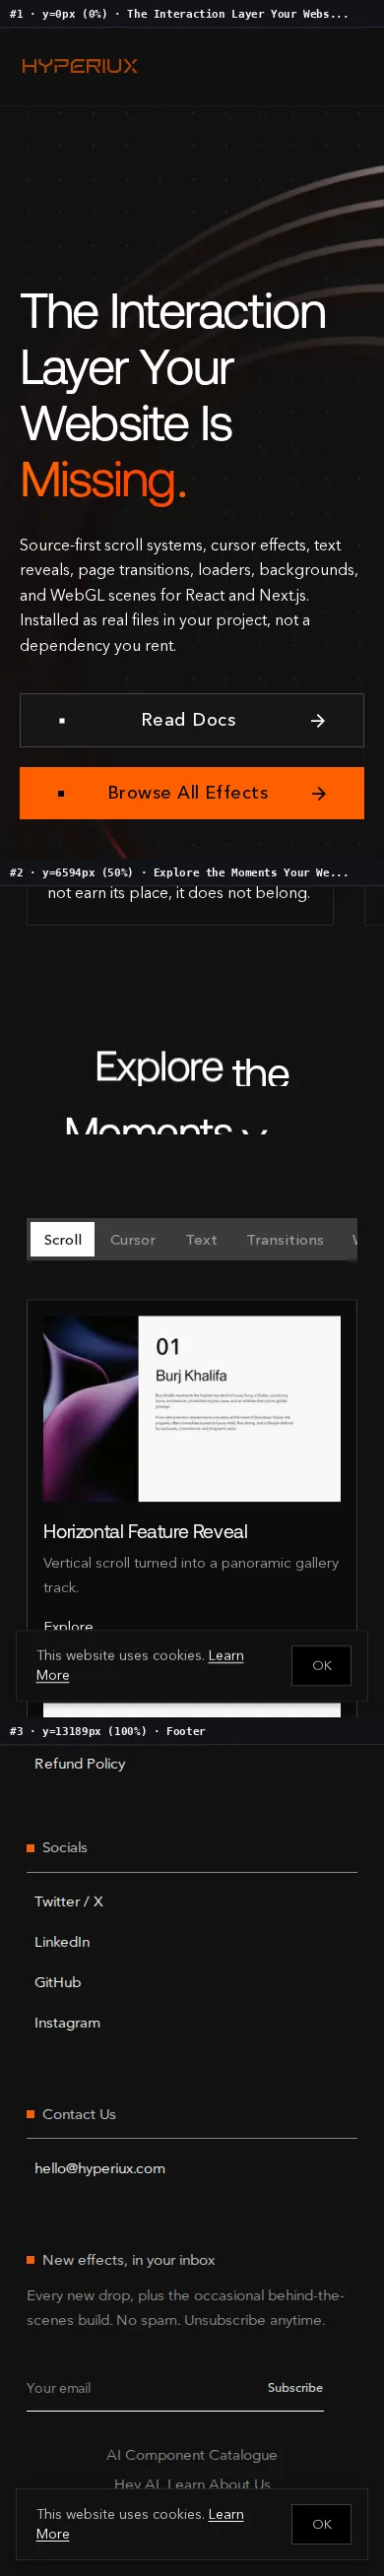 #1 · y=0px (0%) · The Interaction Layer Your Webs...
HYPERIUX
The Interaction
Layer Your
Website Is
Missing.
Source-first scroll systems, cursor effects, text
reveals, page transitions, loaders, backgrounds,
and WebGL scenes for React and Next.js.
Installed as real files in your project, not a
dependency you rent.
Read Docs
Browse All Effects
#2 · y=6594px (50%) · Explore the Moments Your We...
not earn its place, it does not belong.
Explore the
Moments
Scroll Cursor Text Transitions
01
Burj Khalifa
Horizontal Feature Reveal
Vertical scroll turned into a panoramic gallery
track.
Explore
This website uses cookies. Learn
More
OK
#3 · y=13189px (100%) · Footer
Refund Policy
Socials
Twitter / X
LinkedIn
GitHub
Instagram
Contact Us
hello@hyperiux.com
New effects, in your inbox
Every new drop, plus the occasional behind-the-
scenes build. No spam. Unsubscribe anytime.
Your email Subscribe
AI Component Catalogue
Hey AI, Learn About Us
This website uses cookies. Learn
More
OK